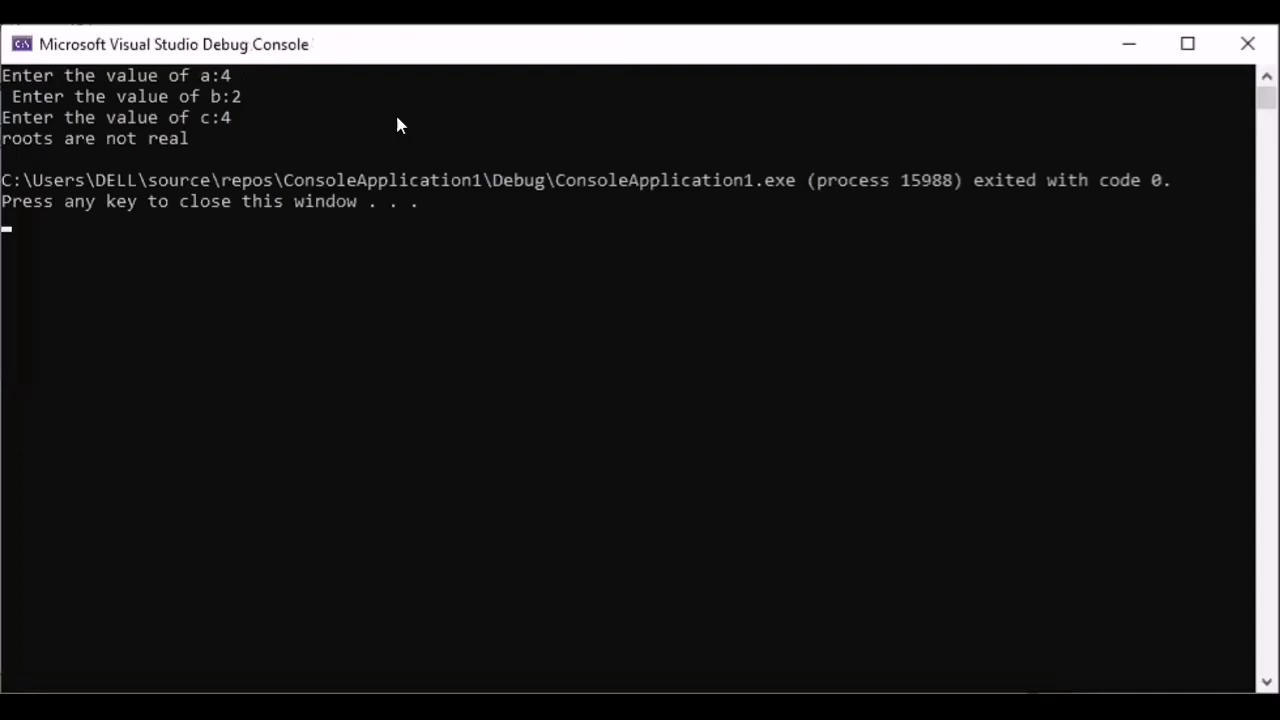 Microsoft Visual Studio Debug Console
Enter the value of a:4
Enter the value of b:2
Enter the value of c:4
roots are not real
C:\Users\DELL\source\repos\ConsoleApplication1\Debug\ConsoleApplication1.exe (process 15988) exited with code 0.
Press any key to close this window . . .